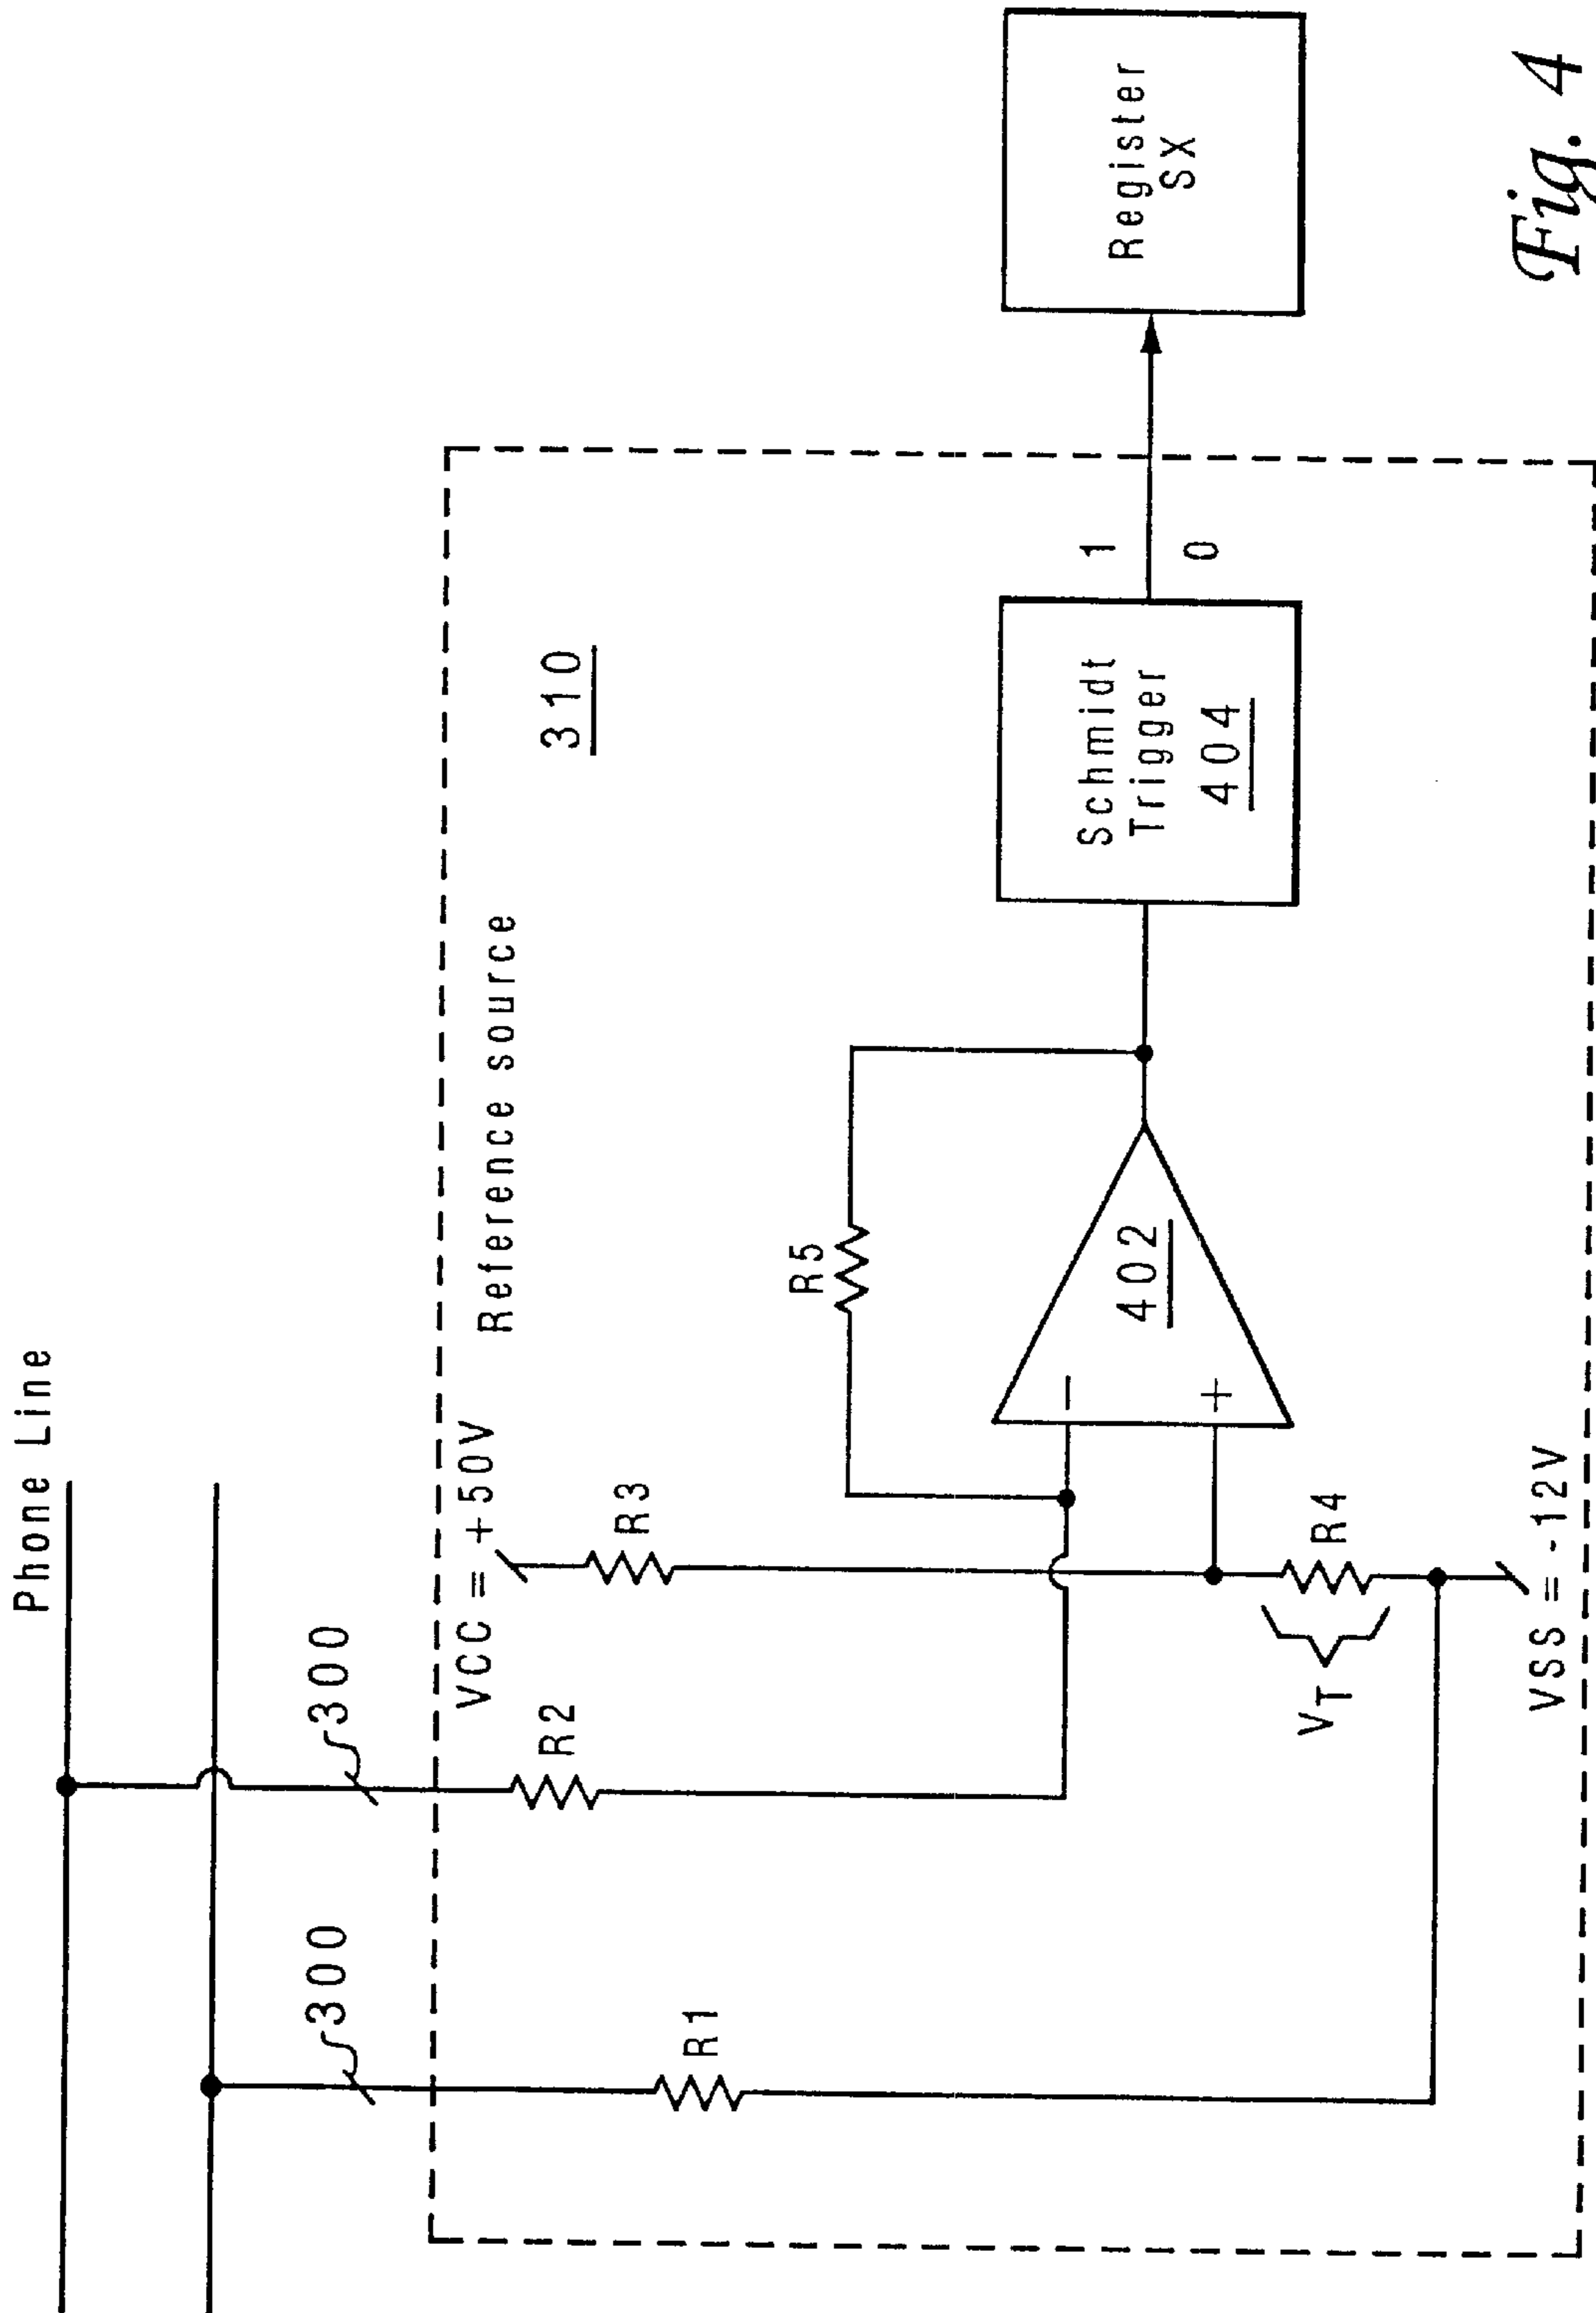 Phone Line
300
300
VCC = +50V
Reference source
310
R1
R2
R3
R5
−
+
402
R4
VT
VSS = -12V
Schmidt
Trigger
404
1
0
Register
SX
Fig. 4